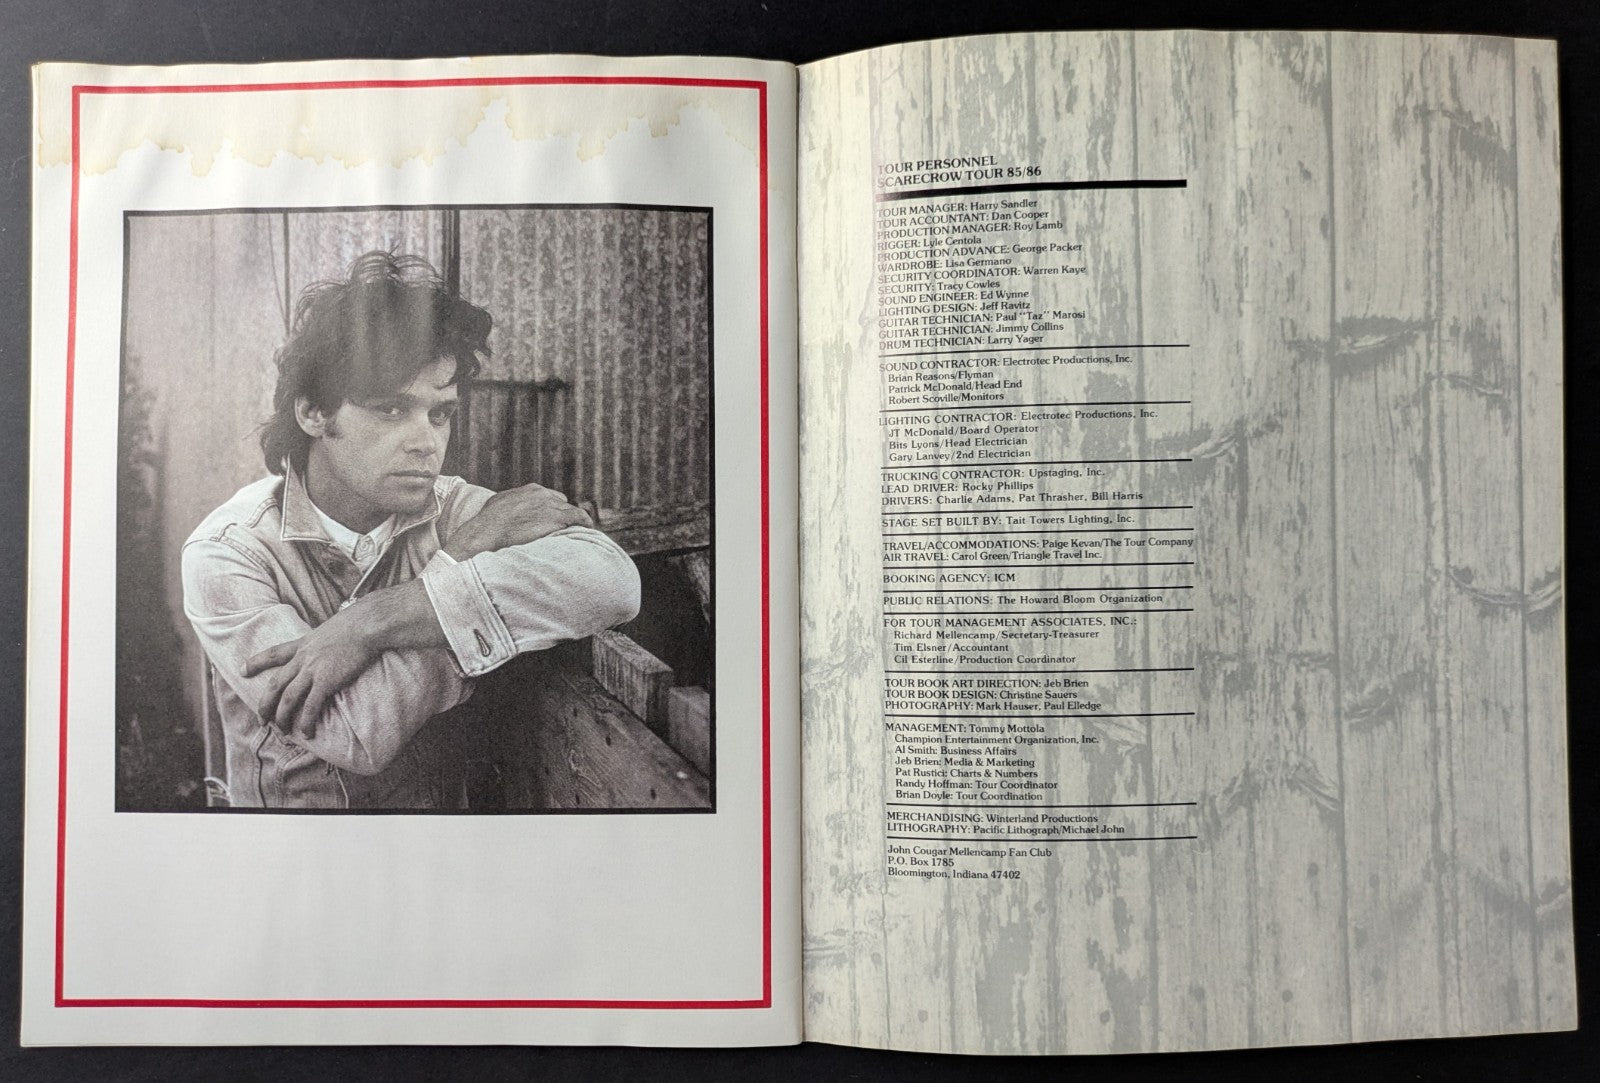 TOUR PERSONNEL
SCARECROW TOUR 85/86
TOUR MANAGER: Harry Sandler
TOUR ACCOUNTANT: Dan Cooper
PRODUCTION MANAGER: Roy Lamb
RIGGER: Lyle Centola
PRODUCTION ADVANCE: George Packer
WARDROBE: Lisa Germano
SECURITY COORDINATOR: Warren Kaye
SECURITY: Tracy Cowles
SOUND ENGINEER: Ed Wynne
LIGHTING DESIGN: Jeff Ravitz
GUITAR TECHNICIAN: Paul "Taz" Marosi
GUITAR TECHNICIAN: Jimmy Collins
DRUM TECHNICIAN: Larry Yager
SOUND CONTRACTOR: Electrotec Productions, Inc.
Brian Reasons/Flyman
Patrick McDonald/Head End
Robert Scoville/Monitors
LIGHTING CONTRACTOR: Electrotec Productions, Inc.
JT McDonald/Board Operator
Bits Lyons/Head Electrician
Gary Lanvey/2nd Electrician
TRUCKING CONTRACTOR: Upstaging, Inc.
LEAD DRIVER: Rocky Phillips
DRIVERS: Charlie Adams, Pat Thrasher, Bill Harris
STAGE SET BUILT BY: Tait Towers Lighting, Inc.
TRAVEL/ACCOMMODATIONS: Paige Kevan/The Tour Company
AIR TRAVEL: Carol Green/Triangle Travel Inc.
BOOKING AGENCY: ICM
PUBLIC RELATIONS: The Howard Bloom Organization
FOR TOUR MANAGEMENT ASSOCIATES, INC.:
Richard Mellencamp/Secretary-Treasurer
Tim Elsner/Accountant
Cil Esterline/Production Coordinator
TOUR BOOK ART DIRECTION: Jeb Brien
TOUR BOOK DESIGN: Christine Sauers
PHOTOGRAPHY: Mark Hauser, Paul Elledge
MANAGEMENT: Tommy Mottola
Champion Entertainment Organization, Inc.
Al Smith: Business Affairs
Jeb Brien: Media & Marketing
Pat Rustici: Charts & Numbers
Randy Hoffman: Tour Coordinator
Brian Doyle: Tour Coordination
MERCHANDISING: Winterland Productions
LITHOGRAPHY: Pacific Lithograph/Michael John
John Cougar Mellencamp Fan Club
P.O. Box 1785
Bloomington, Indiana 47402